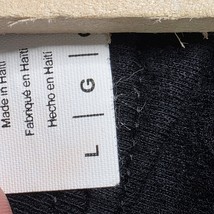 Made in Haiti
Fabriqué en Haïti
Hecho en Haití
L | G |